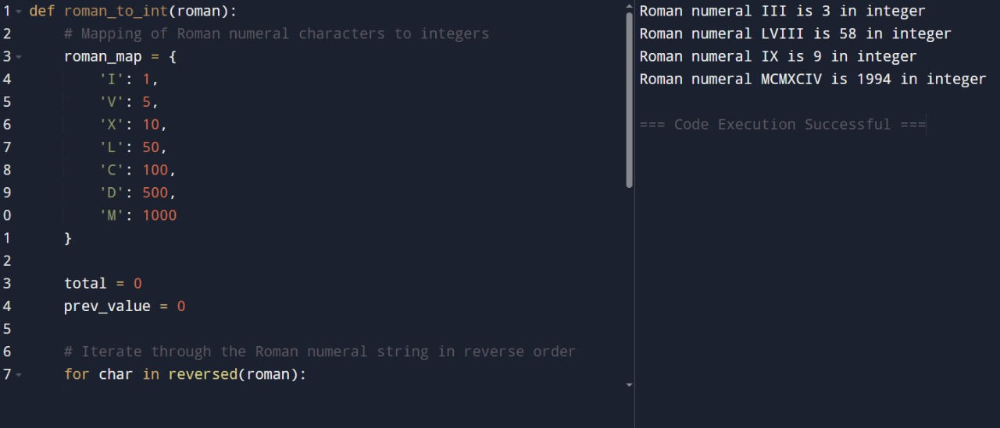 1 def roman_to_int(roman):
2     # Mapping of Roman numeral characters to integers
3     roman_map = {
4         'I': 1,
5         'V': 5,
6         'X': 10,
7         'L': 50,
8         'C': 100,
9         'D': 500,
0         'M': 1000
1     }
2
3     total = 0
4     prev_value = 0
5
6     # Iterate through the Roman numeral string in reverse order
7     for char in reversed(roman):
Roman numeral III is 3 in integer
Roman numeral LVIII is 58 in integer
Roman numeral IX is 9 in integer
Roman numeral MCMXCIV is 1994 in integer
=== Code Execution Successful ===